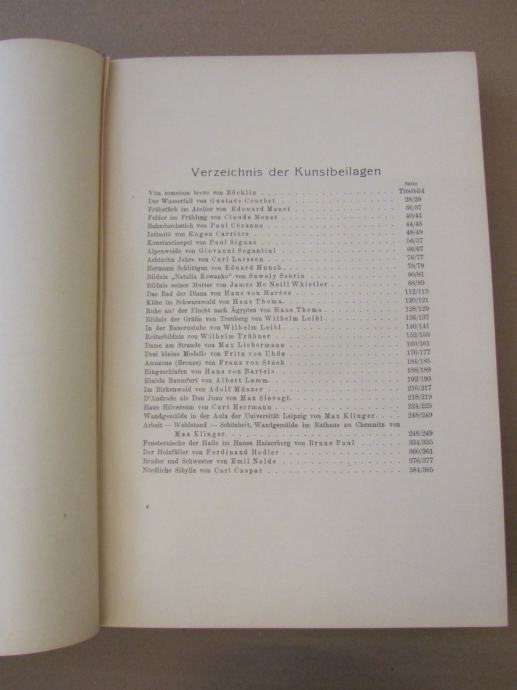 Verzeichnis der Kunstbeilagen
Seite
Vita somnium breve von Böcklin . . . . . . . . . . . . . . . . Titelbild
Der Wasserfall von Gustave Courbet . . . . . . . . . . . . . . 28/29
Frühstück im Atelier von Edouard Manet . . . . . . . . . . . . 36/37
Felder im Frühling von Claude Monet . . . . . . . . . . . . . . 40/41
Bahndurchstich von Paul Cézanne . . . . . . . . . . . . . . . 44/45
Intimité von Eugen Carrière . . . . . . . . . . . . . . . . . 48/49
Konstantinopel von Paul Signac . . . . . . . . . . . . . . . . 56/57
Alpenweide von Giovanni Segantini . . . . . . . . . . . . . . 66/67
Achtzehn Jahre von Carl Larsson . . . . . . . . . . . . . . . 76/77
Hermann Schlittgen von Eduard Munch . . . . . . . . . . . . . 78/79
Bildnis „Natalia Kowanko“ von Sawely Ssorin . . . . . . . . . . 80/81
Bildnis seiner Mutter von James Mc Neill Whistler . . . . . . . 88/89
Das Bad der Diana von Hans von Marées . . . . . . . . . . . . 112/113
Kühe im Schwarzwald von Hans Thoma . . . . . . . . . . . . . 120/121
Ruhe auf der Flucht nach Ägypten von Hans Thoma . . . . . . . 128/129
Bildnis der Gräfin von Treuberg von Wilhelm Leibl . . . . . . . 136/137
In der Bauernstube von Wilhelm Leibl . . . . . . . . . . . . . 140/141
Reiterbildnis von Wilhelm Trübner . . . . . . . . . . . . . . 152/153
Dame am Strande von Max Liebermann . . . . . . . . . . . . . 160/161
Drei kleine Modelle von Fritz von Uhde . . . . . . . . . . . . 176/177
Amazone (Bronze) von Franz von Stuck . . . . . . . . . . . . . 184/185
Eingeschlafen von Hans von Bartels . . . . . . . . . . . . . . 188/189
Einöde Baumfurt von Albert Lamm . . . . . . . . . . . . . . . 192/193
Im Birkenwald von Adolf Münzer . . . . . . . . . . . . . . . . 216/217
D'Andrade als Don Juan von Max Slevogt . . . . . . . . . . . . 218/219
Haus Hilversum von Curt Herrmann . . . . . . . . . . . . . . 224/225
Wandgemälde in der Aula der Universität Leipzig von Max Klinger . 248/249
Arbeit — Wohlstand — Schönheit, Wandgemälde im Rathaus zu Chemnitz von
Max Klinger . . . . . . . . . . . . . . . . . . . . . . . 248/249
Fensternische der Halle im Hause Hainerberg von Bruno Paul . . . 334/335
Der Holzfäller von Ferdinand Hodler . . . . . . . . . . . . . 360/361
Bruder und Schwester von Emil Nolde . . . . . . . . . . . . . 376/377
Nördliche Sibylle von Carl Caspar . . . . . . . . . . . . . . 384/385